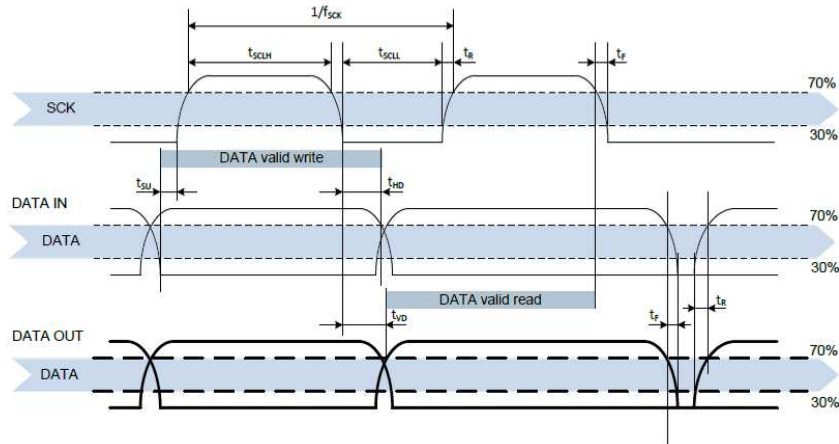 1/fSCK
tSCLH tSCLL tR tF
70%
SCK
30%
DATA valid write
tSU tHD
DATA IN
70%
DATA
30%
DATA valid read
tVD tF tR
DATA OUT
70%
DATA
30%